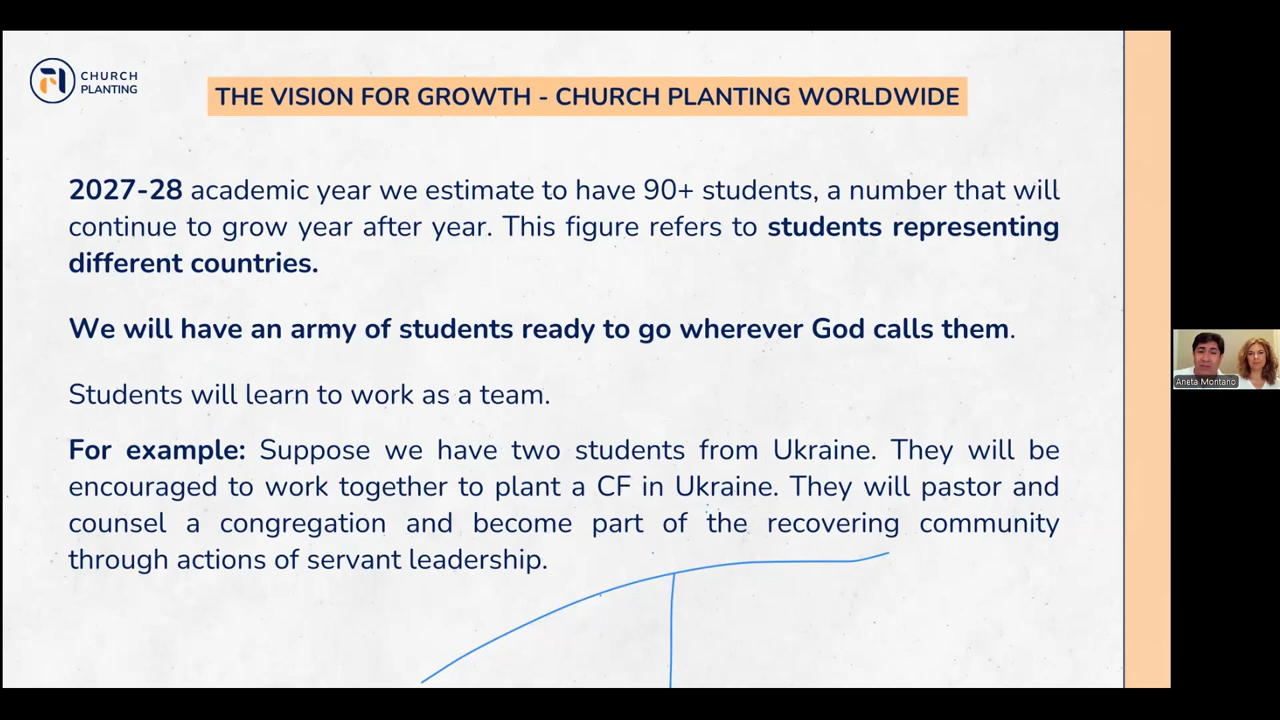 CHURCH
PLANTING
THE VISION FOR GROWTH - CHURCH PLANTING WORLDWIDE
2027-28 academic year we estimate to have 90+ students, a number that will
continue to grow year after year. This figure refers to students representing
different countries.
We will have an army of students ready to go wherever God calls them.
Students will learn to work as a team.
For example: Suppose we have two students from Ukraine. They will be
encouraged to work together to plant a CF in Ukraine. They will pastor and
counsel a congregation and become part of the recovering community
through actions of servant leadership.
Aneta Montano